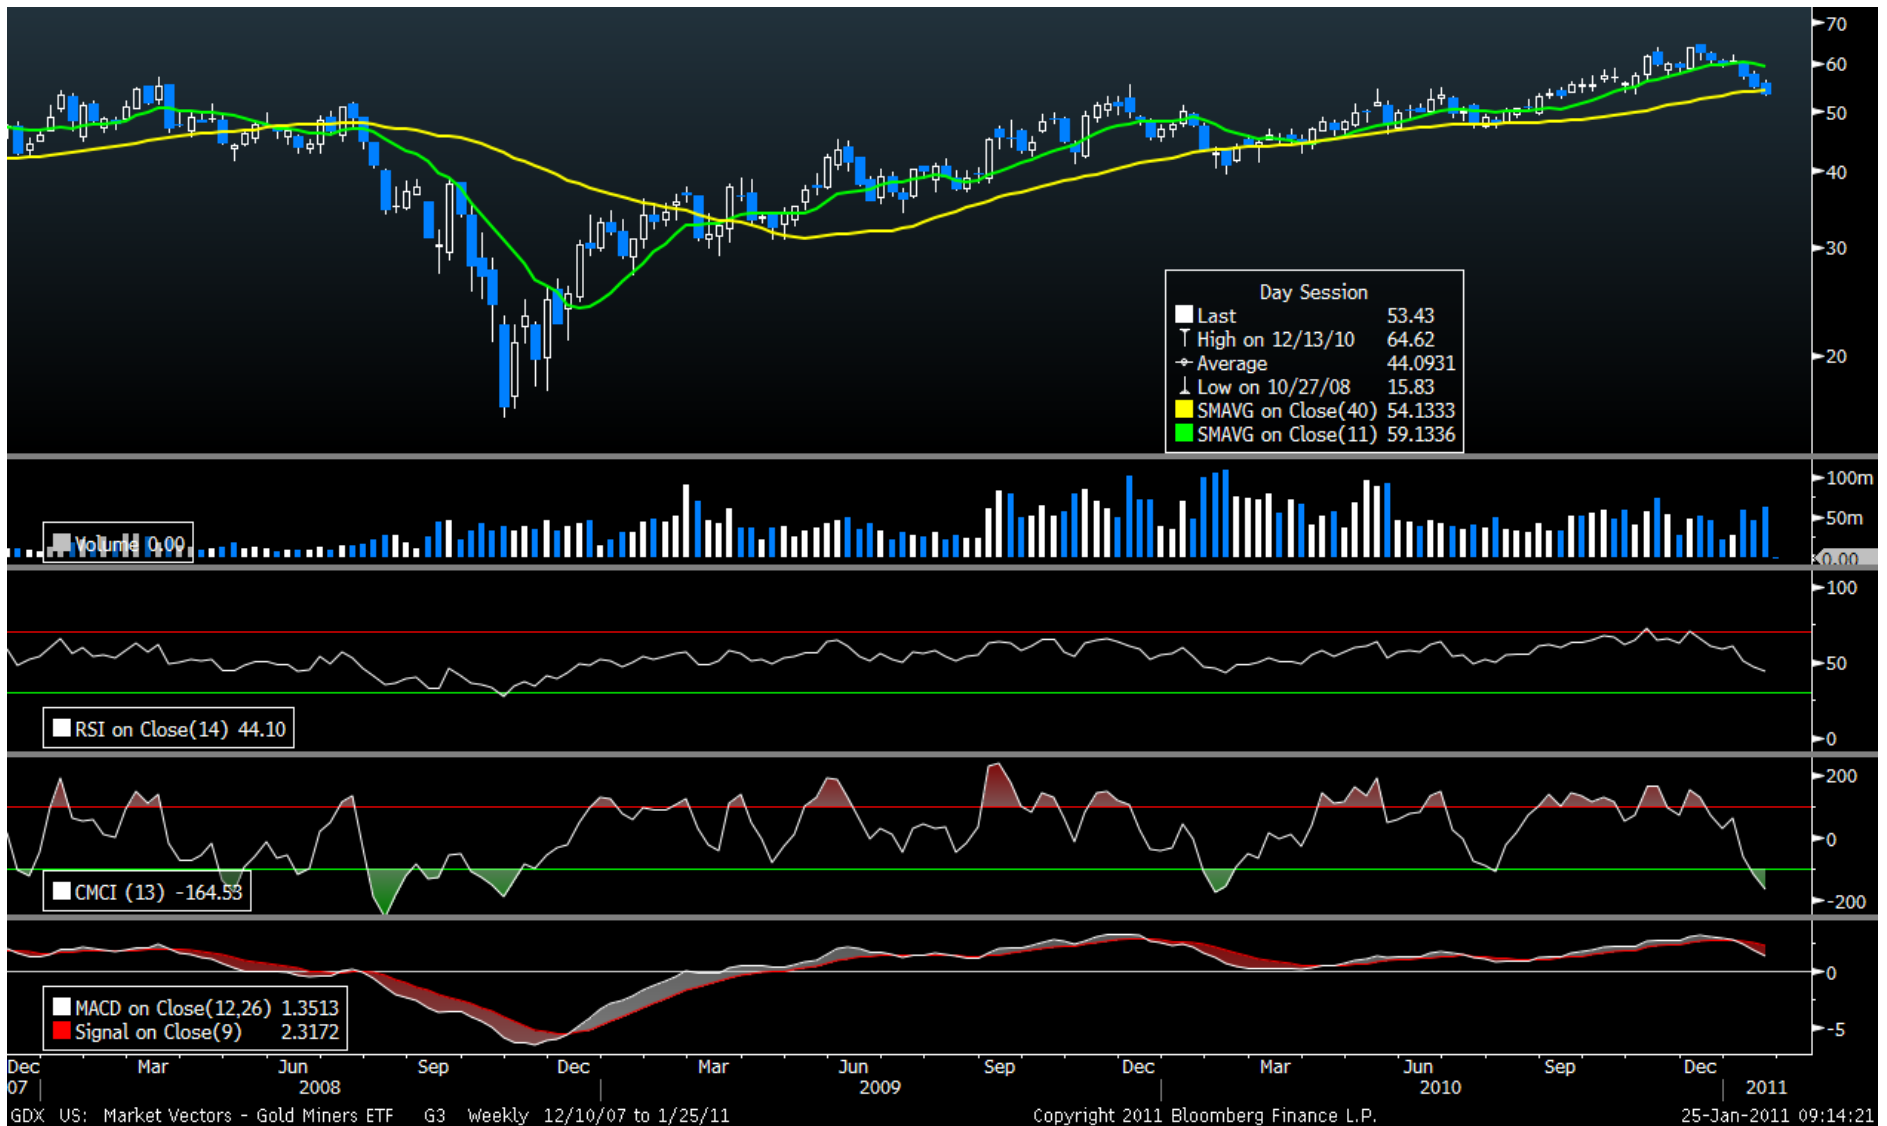 70
60
50
40
30
20
Day Session
Last 53.43
High on 12/13/10 64.62
Average 44.0931
Low on 10/27/08 15.83
SMAVG on Close(40) 54.1333
SMAVG on Close(11) 59.1336
100m
50m
Volume 0.00
0.00
100
50
RSI on Close(14) 44.10
0
200
0
CMCI (13) -164.53
-200
0
MACD on Close(12,26) 1.3513
Signal on Close(9) 2.3172
-5
Dec Mar Jun Sep Dec Mar Jun Sep Dec Mar Jun Sep Dec
07 2008 2009 2010 2011
GDX US: Market Vectors - Gold Miners ETF G3 Weekly 12/10/07 to 1/25/11 Copyright 2011 Bloomberg Finance L.P. 25-Jan-2011 09:14:21